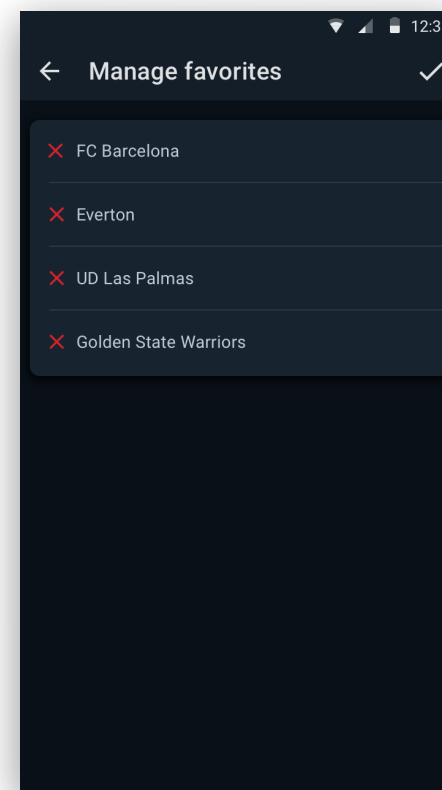 12:3
Manage favorites
FC Barcelona
Everton
UD Las Palmas
Golden State Warriors